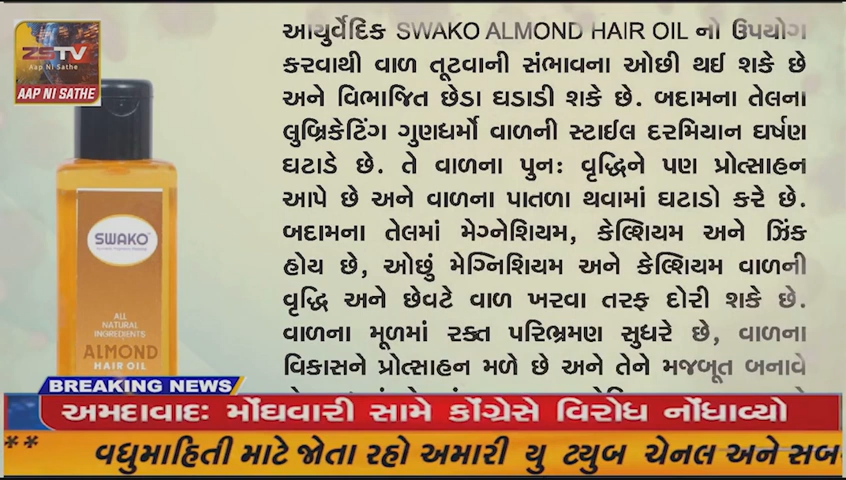 ZSTV
Aap Ni Sathe
AAP NI SATHE
આયુર્વેદિક SWAKO ALMOND HAIR OIL નો ઉપયોગ
કરવાથી વાળ તૂટવાની સંભાવના ઓછી થઈ શકે છે
અને વિભાજિત છેડા ઘડાડી શકે છે. બદામના તેલના
લુબ્રિકેટિંગ ગુણધર્મો વાળની સ્ટાઈલ દરમિયાન ઘર્ષણ
ઘટાડે છે. તે વાળના પુનઃ વૃદ્ધિને પણ પ્રોત્સાહન
આપે છે અને વાળના પાતળા થવામાં ઘટાડો કરે છે.
બદામના તેલમાં મેગ્નેશિયમ, કેલ્શિયમ અને ઝિંક
હોય છે, ઓછું મેગ્નિશિયમ અને કેલ્શિયમ વાળની
વૃદ્ધિ અને છેવટે વાળ ખરવા તરફ દોરી શકે છે.
વાળના મૂળમાં રક્ત પરિભ્રમણ સુધરે છે, વાળના
વિકાસને પ્રોત્સાહન મળે છે અને તેને મજબૂત બનાવે
SWAKO
ALL
NATURAL
INGREDIENTS
ALMOND
HAIR OIL
BREAKING NEWS
અમદાવાદઃ મોંઘવારી સામે કોંગ્રેસે વિરોધ નોંધાવ્યો
** વધુમાહિતી માટે જોતા રહો અમારી યુ ટ્યુબ ચેનલ અને સબ